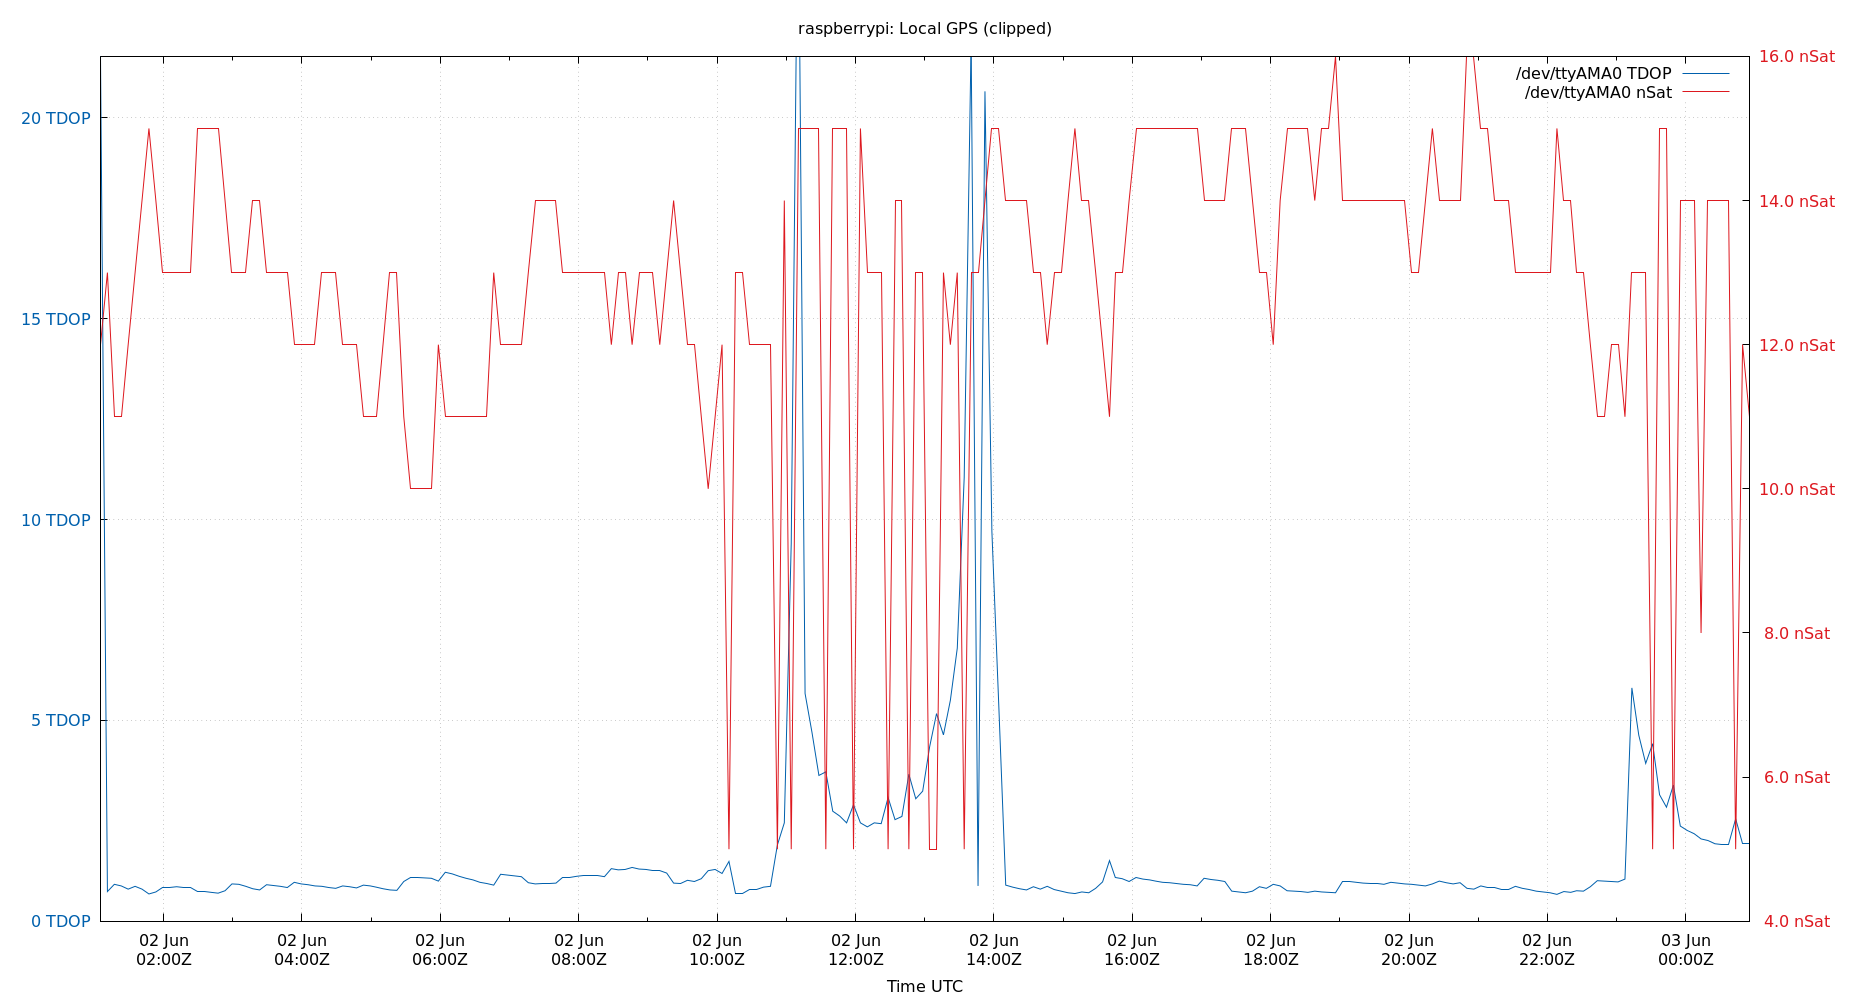 raspberrypi: Local GPS (clipped)
/dev/ttyAMA0 TDOP
/dev/ttyAMA0 nSat
20 TDOP
15 TDOP
10 TDOP
5 TDOP
0 TDOP
16.0 nSat
14.0 nSat
12.0 nSat
10.0 nSat
8.0 nSat
6.0 nSat
4.0 nSat
02 Jun
02:00Z
02 Jun
04:00Z
02 Jun
06:00Z
02 Jun
08:00Z
02 Jun
10:00Z
02 Jun
12:00Z
02 Jun
14:00Z
02 Jun
16:00Z
02 Jun
18:00Z
02 Jun
20:00Z
02 Jun
22:00Z
03 Jun
00:00Z
Time UTC